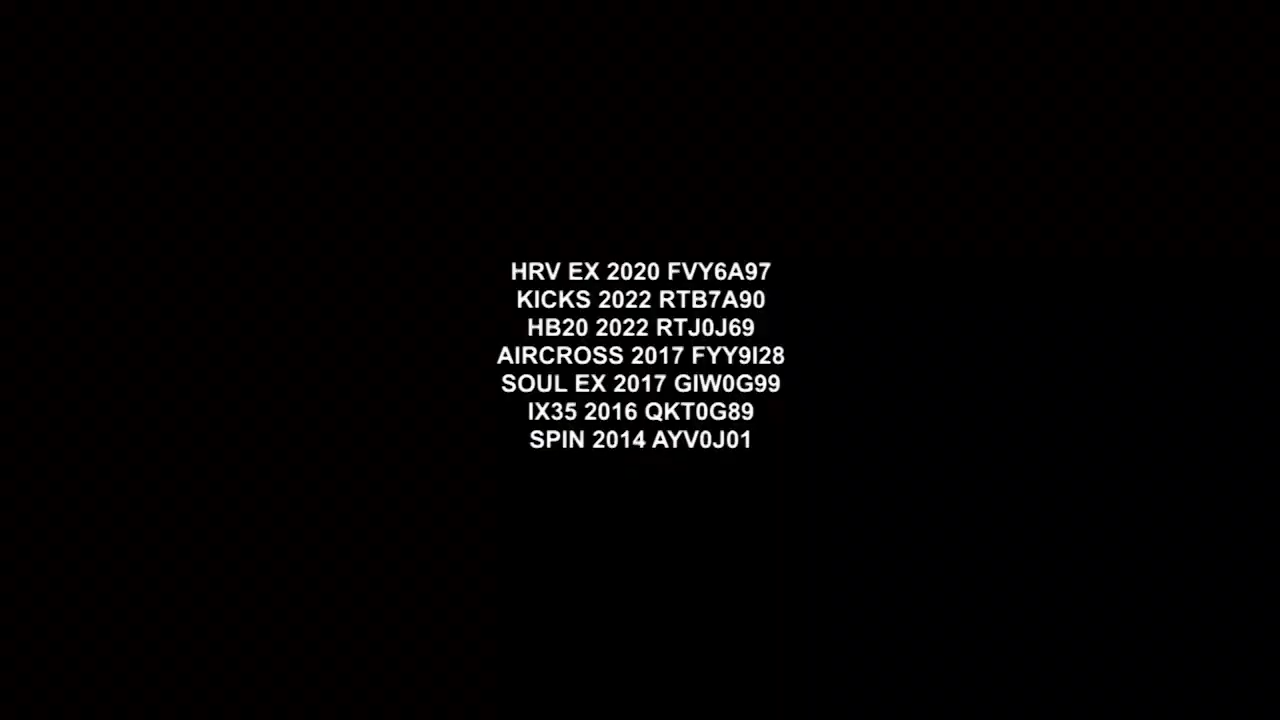 HRV EX 2020 FVY6A97
KICKS 2022 RTB7A90
HB20 2022 RTJ0J69
AIRCROSS 2017 FYY9I28
SOUL EX 2017 GIW0G99
IX35 2016 QKT0G89
SPIN 2014 AYV0J01